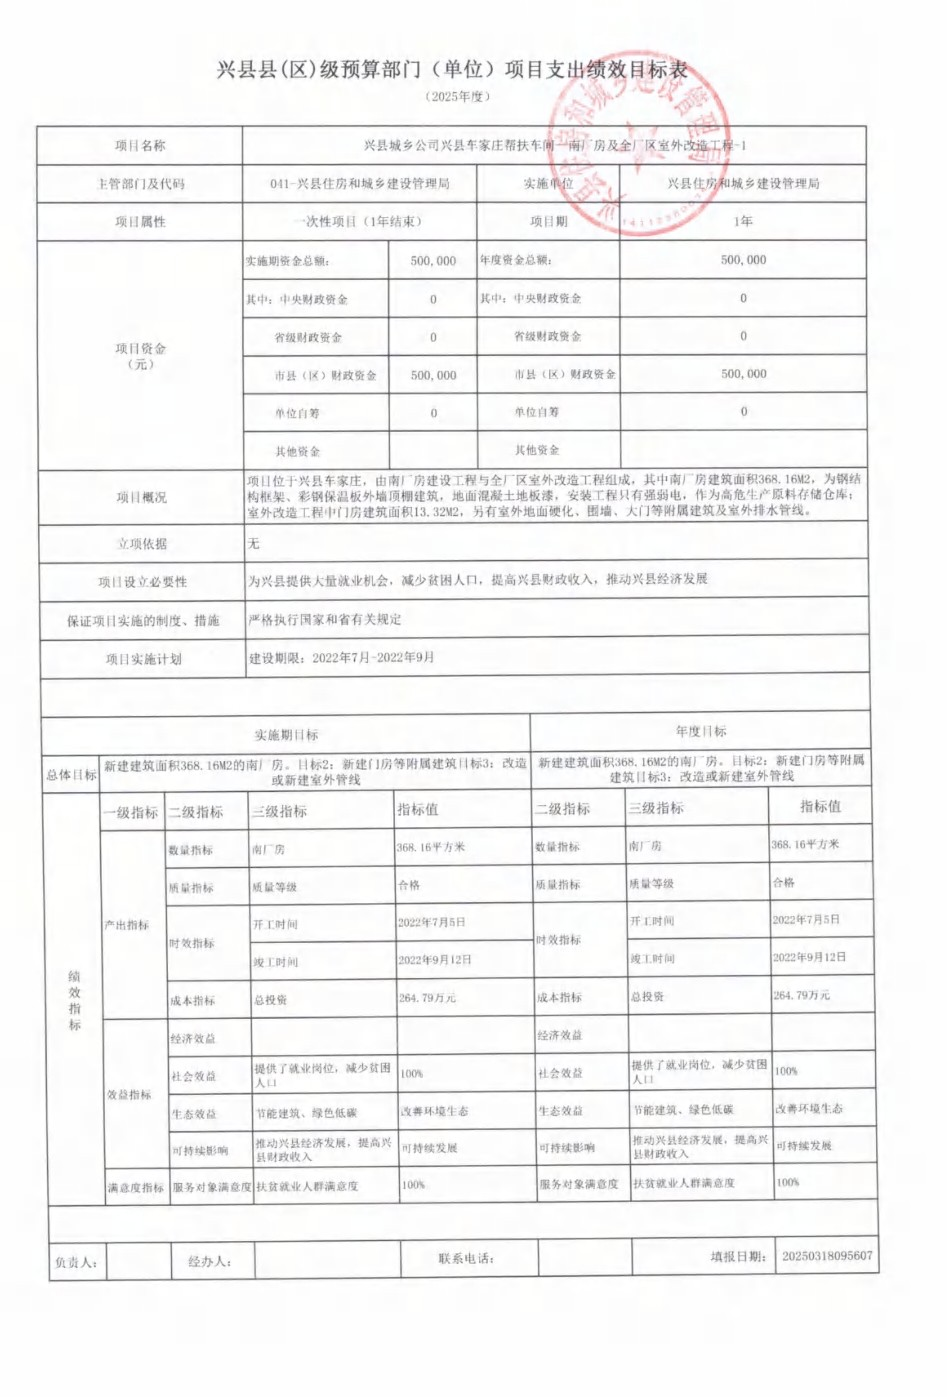 兴县县(区)级预算部门（单位）项目支出绩效目标表
（2025年度）
项目名称 兴县城乡公司兴县车家庄帮扶车间—南厂房及全厂区室外改造工程-1
主管部门及代码 041-兴县住房和城乡建设管理局 实施单位 兴县住房和城乡建设管理局
项目属性 一次性项目（1年结束） 项目期 1年
项目资金
（元）
实施期资金总额： 500,000 年度资金总额： 500,000
其中：中央财政资金 0 其中：中央财政资金 0
省级财政资金 0 省级财政资金 0
市县（区）财政资金 500,000 市县（区）财政资金 500,000
单位自筹 0 单位自筹 0
其他资金 其他资金
项目概况
项目位于兴县车家庄，由南厂房建设工程与全厂区室外改造工程组成，其中南厂房建筑面积368.16M2，为钢结
构框架、彩钢保温板外墙顶棚建筑，地面混凝土地板漆，安装工程只有强弱电，作为高危生产原料存储仓库；
室外改造工程中门房建筑面积13.32M2，另有室外地面硬化、围墙、大门等附属建筑及室外排水管线。
立项依据 无
项目设立必要性 为兴县提供大量就业机会，减少贫困人口，提高兴县财政收入，推动兴县经济发展
保证项目实施的制度、措施 严格执行国家和省有关规定
项目实施计划 建设期限：2022年7月-2022年9月
实施期目标 年度目标
总体目标
新建建筑面积368.16M2的南厂房。目标2：新建门房等附属建筑目标3：改造
或新建室外管线
新建建筑面积368.16M2的南厂房。目标2：新建门房等附属
建筑目标3：改造或新建室外管线
绩
效
指
标
一级指标 二级指标 三级指标 指标值 二级指标 三级指标 指标值
产出指标
数量指标 南厂房 368.16平方米 数量指标 南厂房 368.16平方米
质量指标 质量等级 合格 质量指标 质量等级 合格
时效指标 开工时间 2022年7月5日 时效指标 开工时间 2022年7月5日
竣工时间 2022年9月12日 竣工时间 2022年9月12日
成本指标 总投资 264.79万元 成本指标 总投资 264.79万元
效益指标
经济效益 经济效益
社会效益 提供了就业岗位，减少贫困
人口 100% 社会效益 提供了就业岗位，减少贫困
人口 100%
生态效益 节能建筑、绿色低碳 改善环境生态 生态效益 节能建筑、绿色低碳 改善环境生态
可持续影响 推动兴县经济发展，提高兴
县财政收入 可持续发展 可持续影响 推动兴县经济发展，提高兴
县财政收入 可持续发展
满意度指标 服务对象满意度 扶贫就业人群满意度 100% 服务对象满意度 扶贫就业人群满意度 100%
负责人： 经办人： 联系电话： 填报日期： 20250318095607
兴县住房和城乡建设管理局